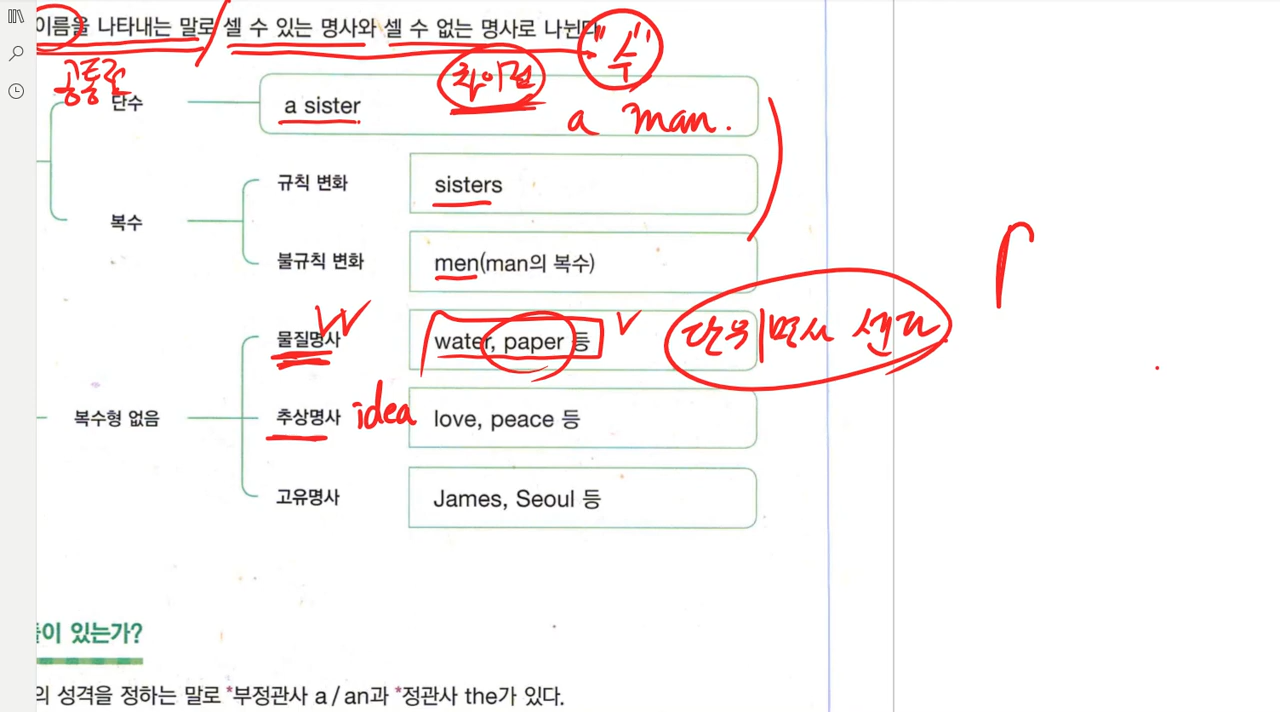 이름을 나타내는 말로 셀 수 있는 명사와 셀 수 없는 명사로 나뉜다.
"수"
공통점
차이점
단수
a sister
a man.
규칙 변화
sisters
복수
불규칙 변화
men(man의 복수)
물질명사
water, paper 등
단위명사 센다
복수형 없음
추상명사
idea
love, peace 등
고유명사
James, Seoul 등
이 있는가?
의 성격을 정하는 말로 *부정관사 a / an과 *정관사 the가 있다.